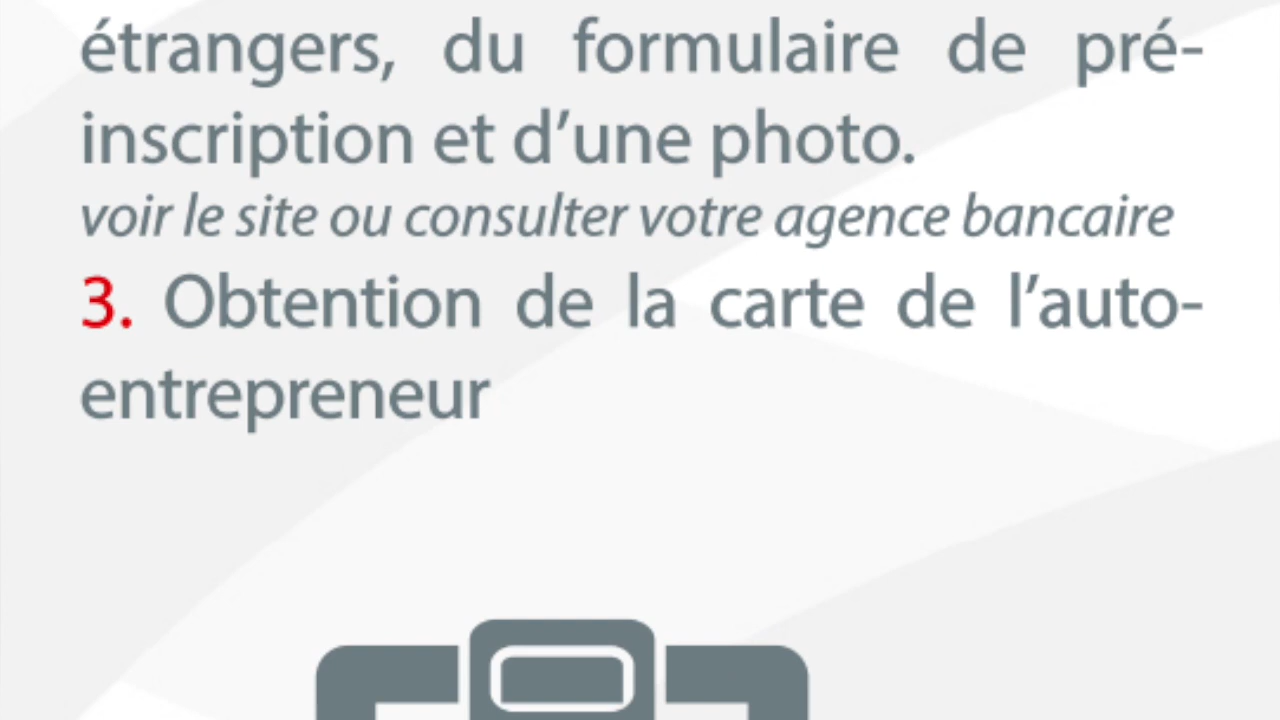 étrangers, du formulaire de pré-
inscription et d’une photo.
voir le site ou consulter votre agence bancaire
3. Obtention de la carte de l’auto-
entrepreneur